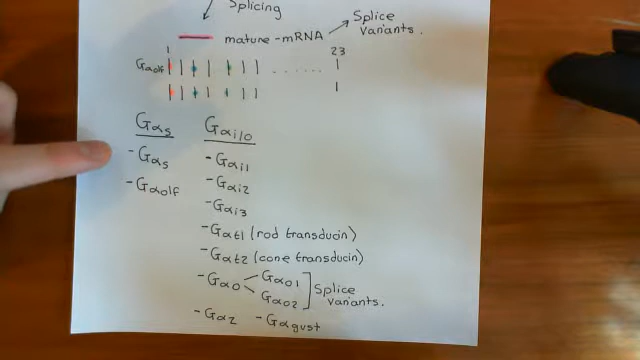 Splicing
mature-mRNA
Splice
Variants.
1
23
Gαolf
Gαs
- Gαs
- Gαolf
Gαi/o
- Gαi1
- Gαi2
- Gαi3
- Gαt1 (rod transducin)
- Gαt2 (cone transducin)
- Gαo
Gαo1
Gαo2
Splice
variants.
- Gαz
- Gαgust